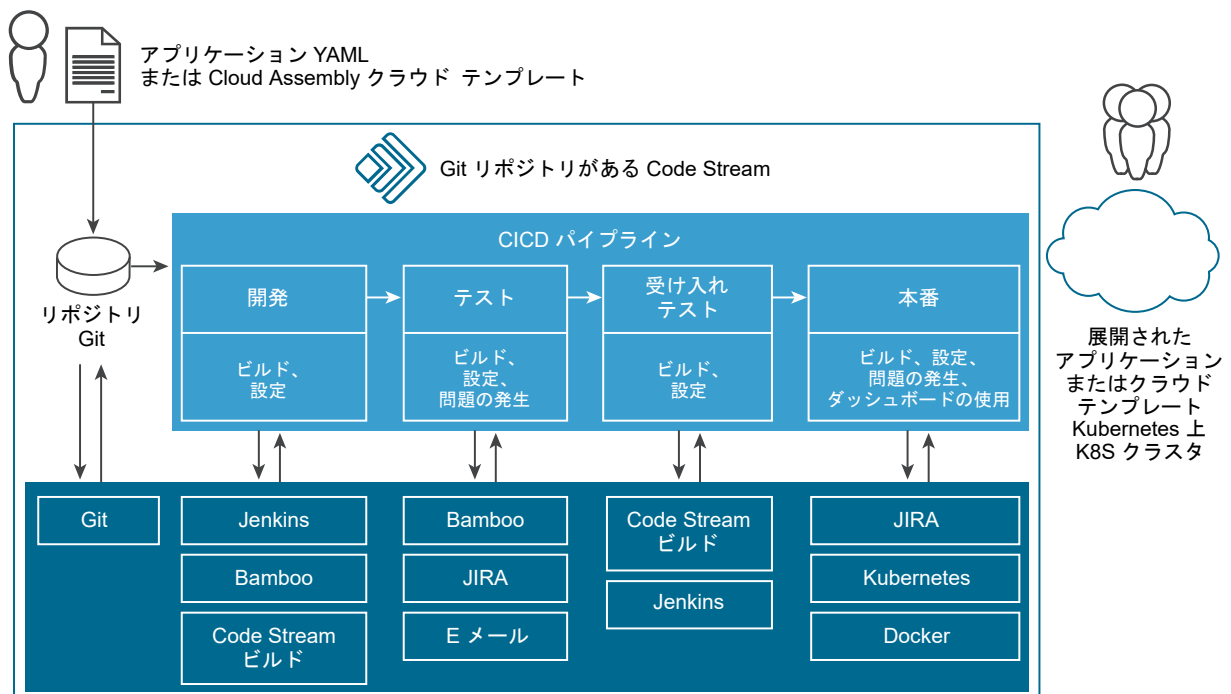 アプリケーション YAML
または Cloud Assembly クラウド テンプレート
Git リポジトリがある Code Stream
CICD パイプライン
リポジトリ
Git
開発
ビルド、
設定
テスト
ビルド、
設定、
問題の発生
受け入れ
テスト
ビルド、
設定
本番
ビルド、設定、
問題の発生、
ダッシュボードの使用
展開された
アプリケーション
またはクラウド
テンプレート
Kubernetes 上
K8S クラスタ
Git
Jenkins
Bamboo
Code Stream
ビルド
Bamboo
JIRA
E メール
Code Stream
ビルド
Jenkins
JIRA
Kubernetes
Docker